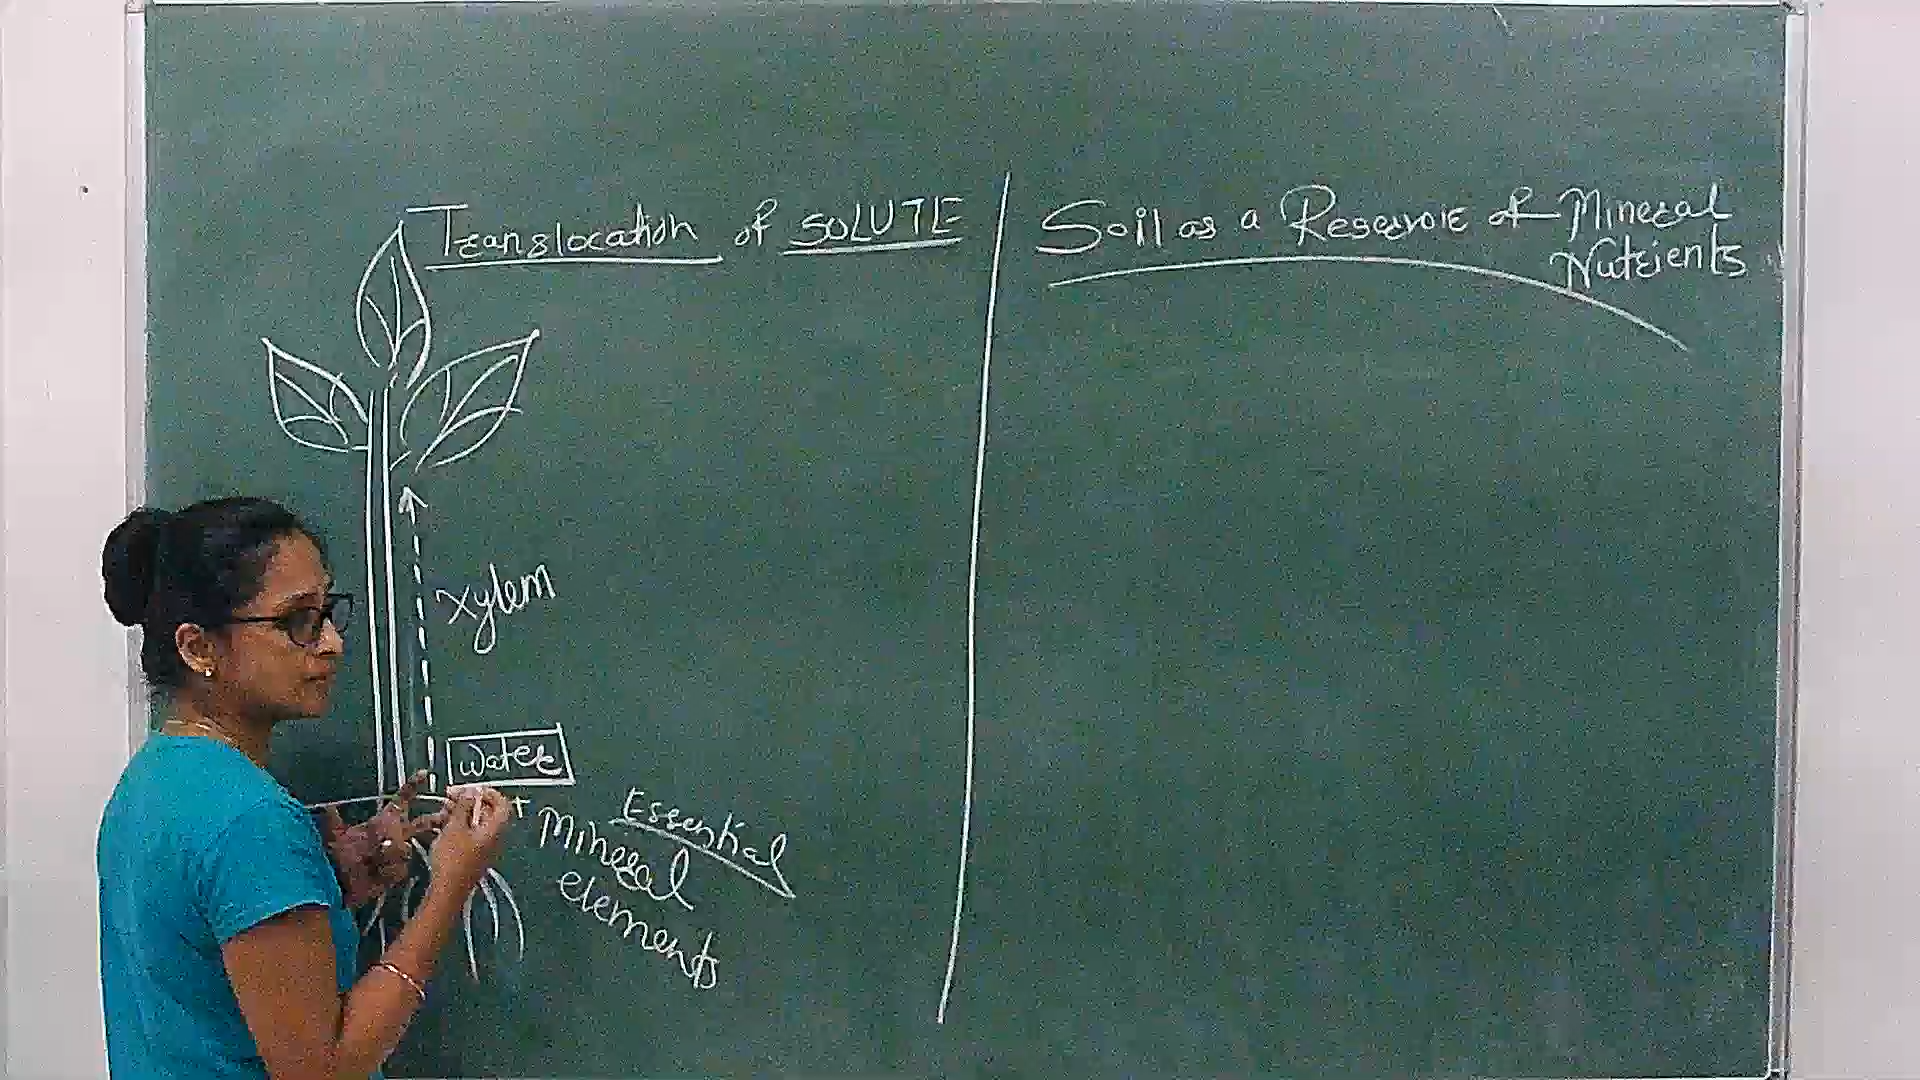 Translocation of SOLUTE
Soil as a Reservoir of Mineral
Nutrients
xylem
Water
+
Essential
Mineral
elements